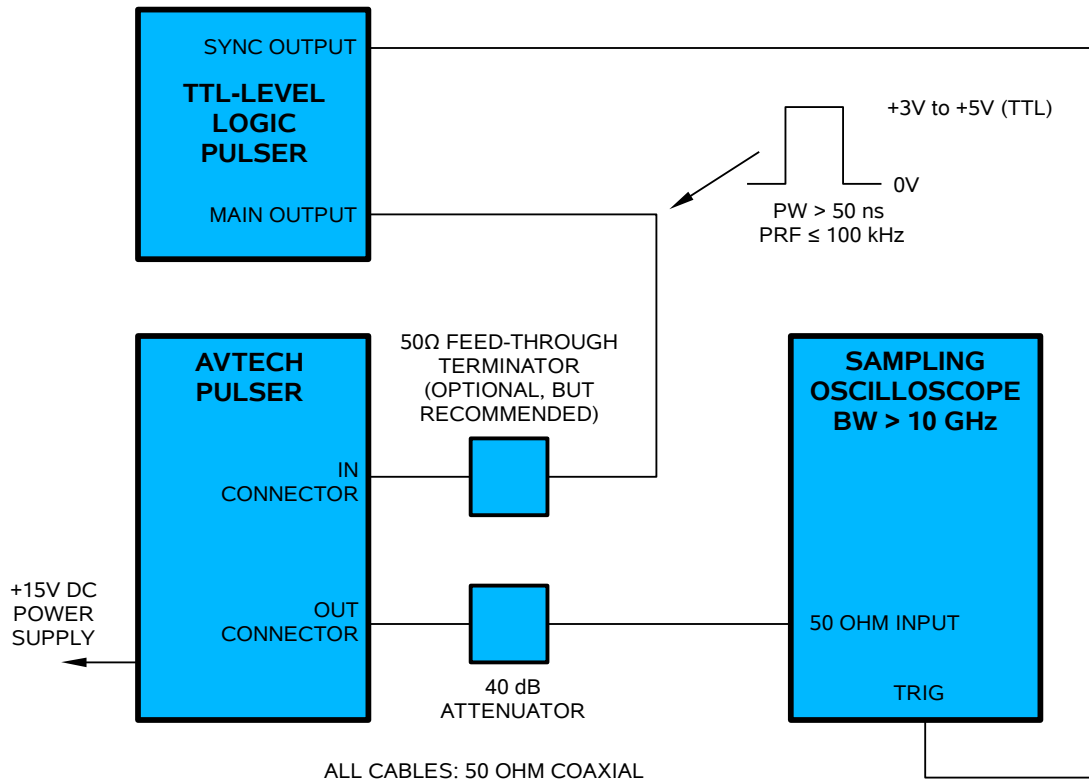 SYNC OUTPUT
TTL-LEVEL
LOGIC
PULSER
MAIN OUTPUT
+3V to +5V (TTL)
0V
PW > 50 ns
PRF ≤ 100 kHz
AVTECH
PULSER
IN
CONNECTOR
OUT
CONNECTOR
50Ω FEED-THROUGH
TERMINATOR
(OPTIONAL, BUT
RECOMMENDED)
SAMPLING
OSCILLOSCOPE
BW > 10 GHz
50 OHM INPUT
TRIG
+15V DC
POWER
SUPPLY
40 dB
ATTENUATOR
ALL CABLES: 50 OHM COAXIAL